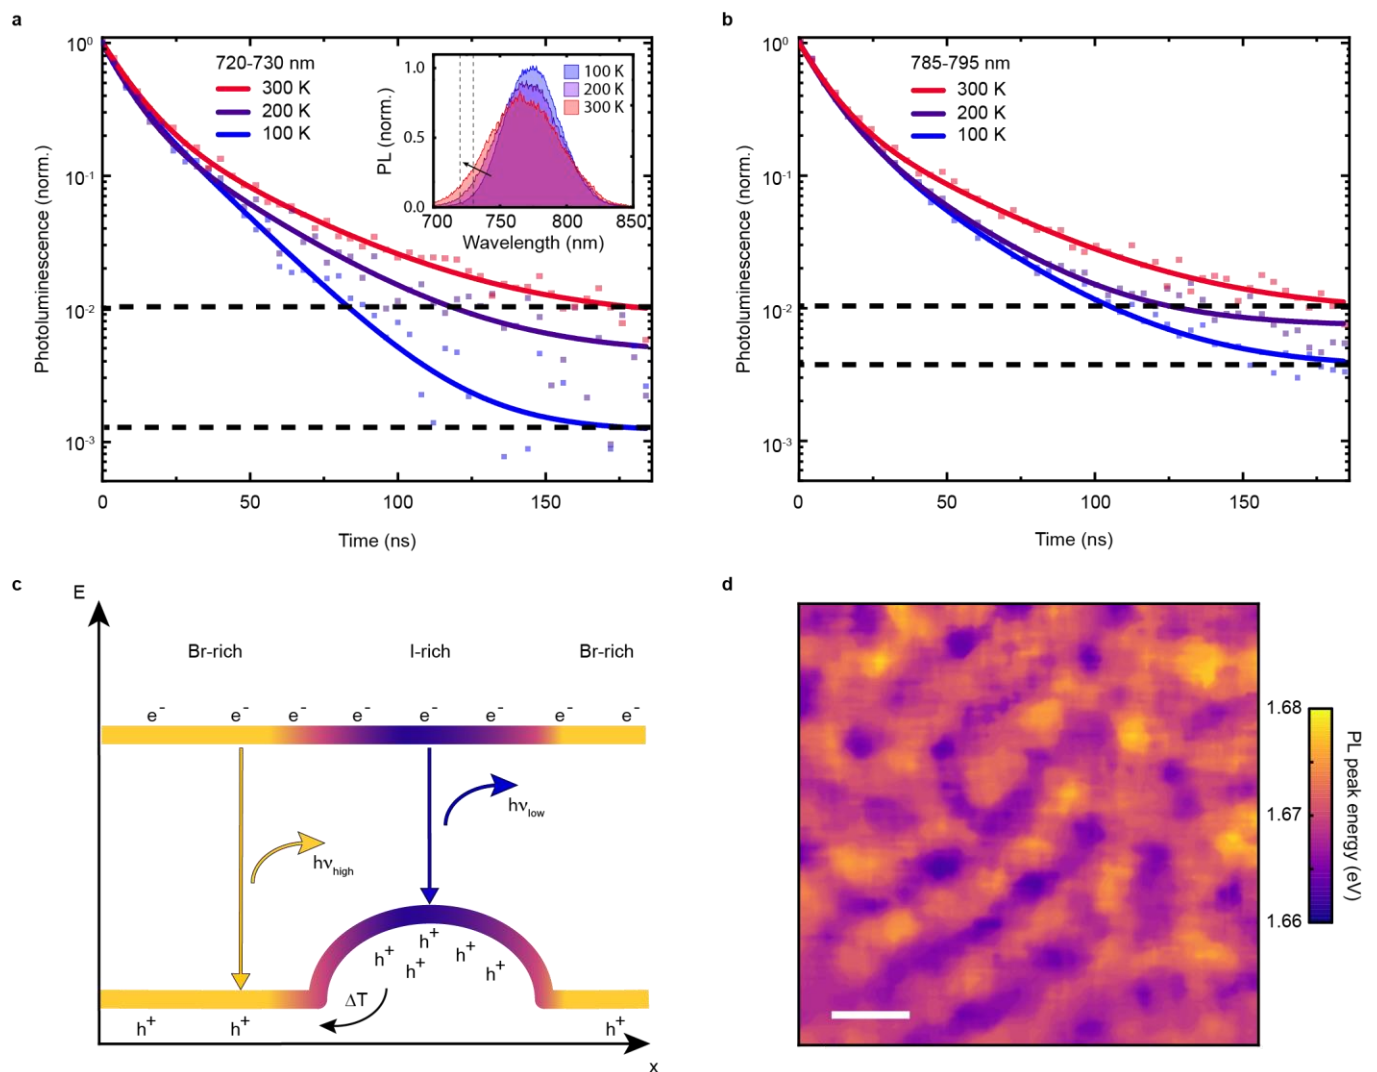 a
10⁰
10⁻¹
10⁻²
10⁻³
Photoluminescence (norm.)
720-730 nm
300 K
200 K
100 K
1.0
0.5
0.0
PL (norm.)
100 K
200 K
300 K
700 750 800 850
Wavelength (nm)
0 50 100 150
Time (ns)
b
10⁰
10⁻¹
10⁻²
10⁻³
Photoluminescence (norm.)
785-795 nm
300 K
200 K
100 K
0 50 100 150
Time (ns)
c
E
Br-rich I-rich Br-rich
e⁻ e⁻ e⁻ e⁻ e⁻ e⁻ e⁻ e⁻
hν_low
hν_high
h⁺
h⁺ h⁺
h⁺ h⁺
ΔT
h⁺ h⁺ h⁺
x
d
1.68
1.67
1.66
PL peak energy (eV)